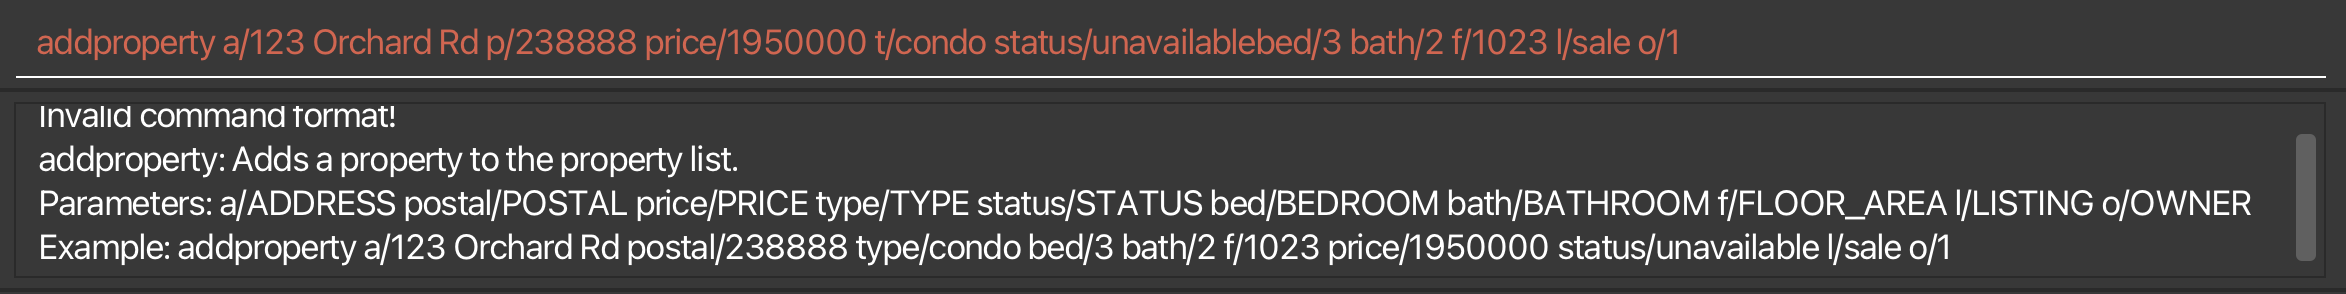 addproperty a/123 Orchard Rd p/238888 price/1950000 t/condo status/unavailablebed/3 bath/2 f/1023 l/sale o/1
Invalid command format!
addproperty: Adds a property to the property list.
Parameters: a/ADDRESS postal/POSTAL price/PRICE type/TYPE status/STATUS bed/BEDROOM bath/BATHROOM f/FLOOR_AREA l/LISTING o/OWNER
Example: addproperty a/123 Orchard Rd postal/238888 type/condo bed/3 bath/2 f/1023 price/1950000 status/unavailable l/sale o/1